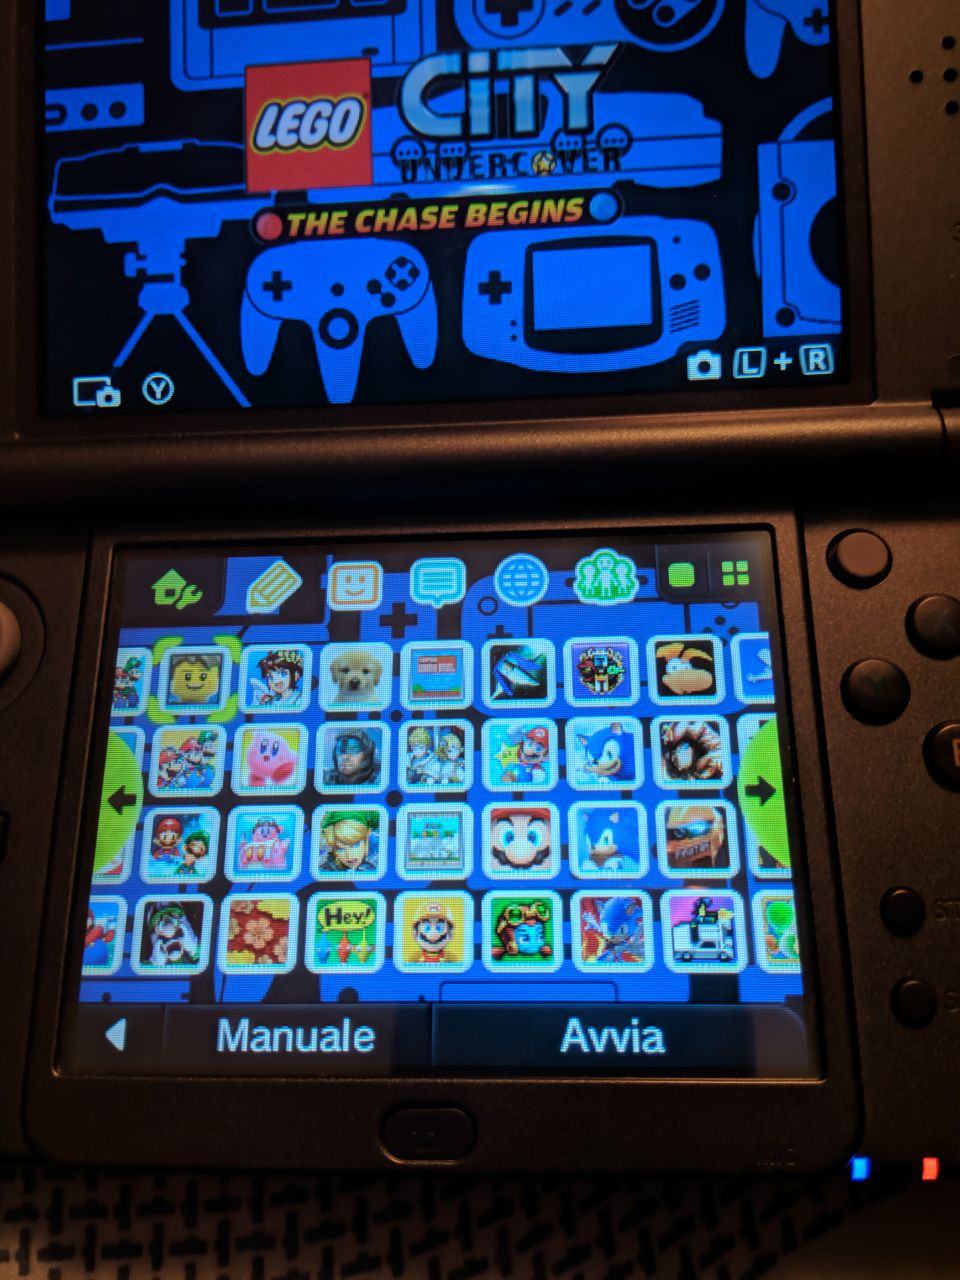 LEGO
CITY
UNDERCOVER
THE CHASE BEGINS
Y
L + R
Hey!
Manuale
Avvia